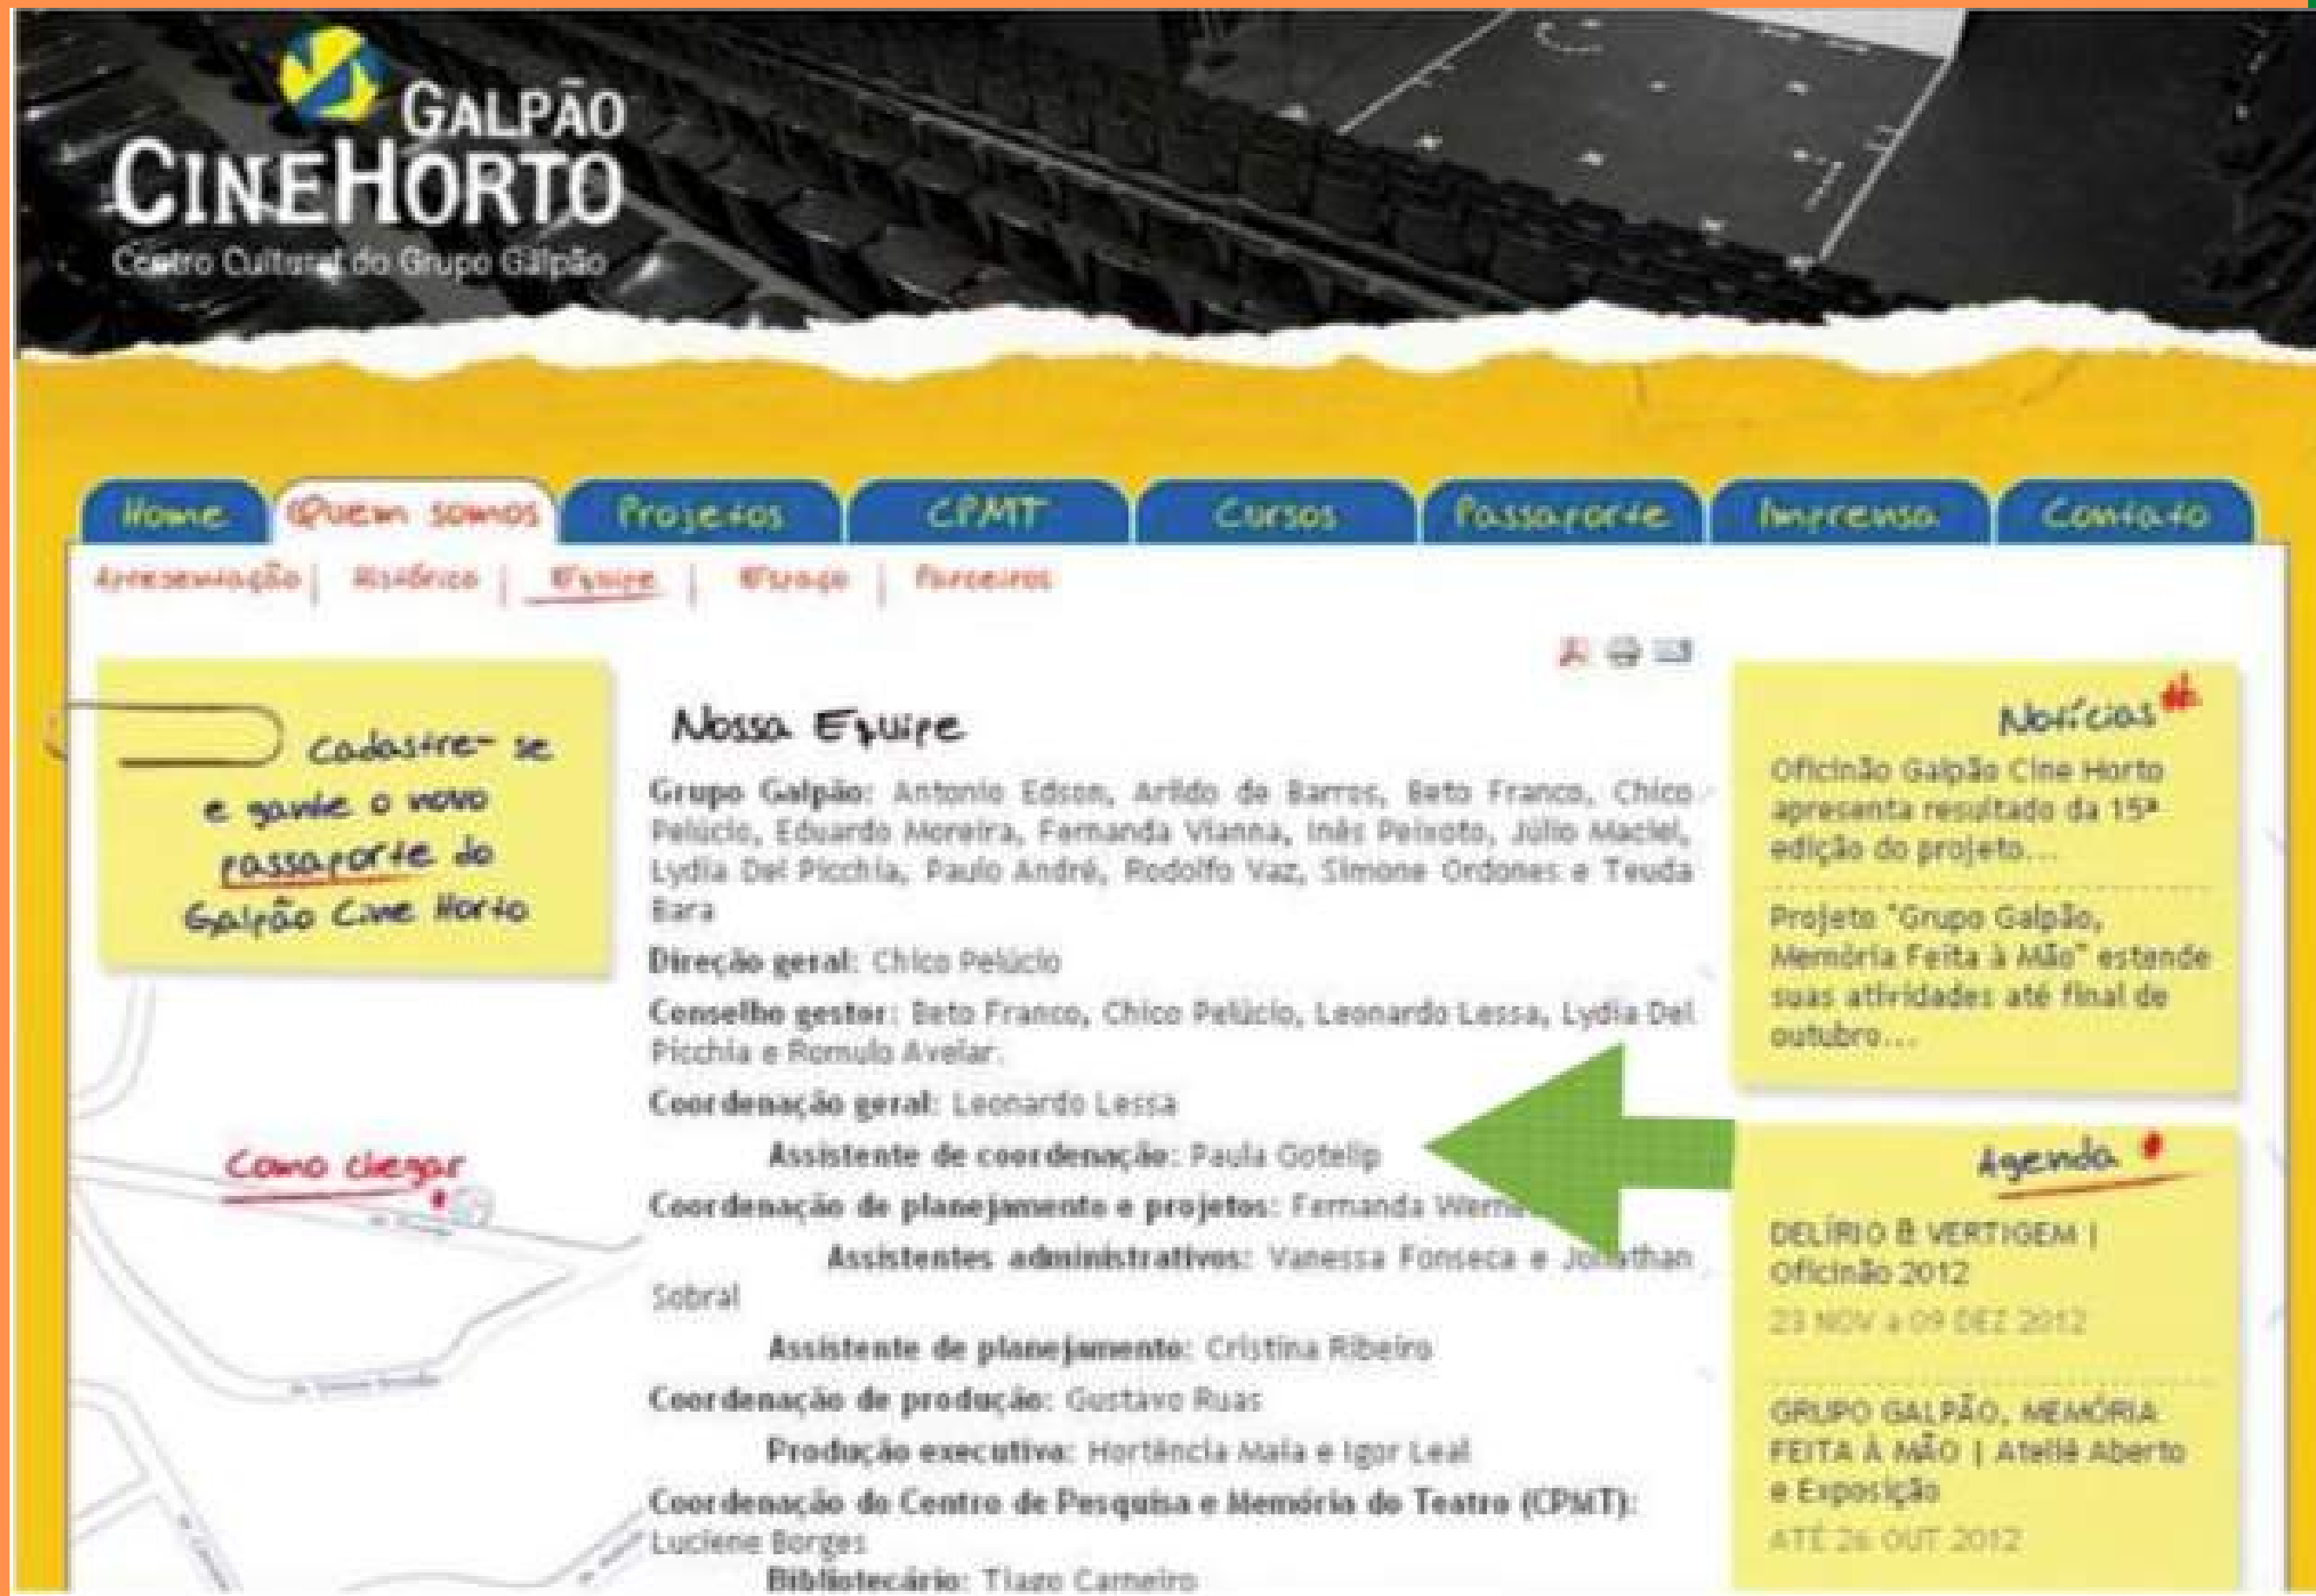 GALPÃO
CINEHORTO
Centro Cultural do Grupo Galpão
Home Quem somos Projetos CPMT Cursos Passaporte Imprensa Contato
Apresentação | Histórico | Equipe | Espaço | Parceiros
Cadastre-se
e ganhe o novo
passaporte do
Galpão Cine Horto
Como chegar
Nossa Equipe
Grupo Galpão: Antonio Edson, Arildo de Barros, Beto Franco, Chico
Pelúcio, Eduardo Moreira, Fernanda Vianna, Inês Peixoto, Júlio Maciel,
Lydia Del Picchia, Paulo André, Rodolfo Vaz, Simone Ordones e Teuda
Bara
Direção geral: Chico Pelúcio
Conselho gestor: Beto Franco, Chico Pelúcio, Leonardo Lessa, Lydia Del
Picchia e Romulo Avelar.
Coordenação geral: Leonardo Lessa
Assistente de coordenação: Paula Gotelip
Coordenação de planejamento e projetos: Fernanda
Assistentes administrativos: Vanessa Fonseca e Jonathan
Sobral
Assistente de planejamento: Cristina Ribeiro
Coordenação de produção: Gustavo Ruas
Produção executiva: Hortência Maia e Igor Leal
Coordenação do Centro de Pesquisa e Memória do Teatro (CPMT):
Luciene Borges
Bibliotecário: Tiago Carneiro
Notícias
Oficinão Galpão Cine Horto
apresenta resultado da 15ª
edição do projeto...
Projeto "Grupo Galpão,
Memória Feita à Mão" estende
suas atividades até final de
outubro...
Agenda
DELÍRIO & VERTIGEM |
Oficinão 2012
23 NOV a 09 DEZ 2012
GRUPO GALPÃO, MEMÓRIA
FEITA À MÃO | Ateliê Aberto
e Exposição
ATÉ 26 OUT 2012